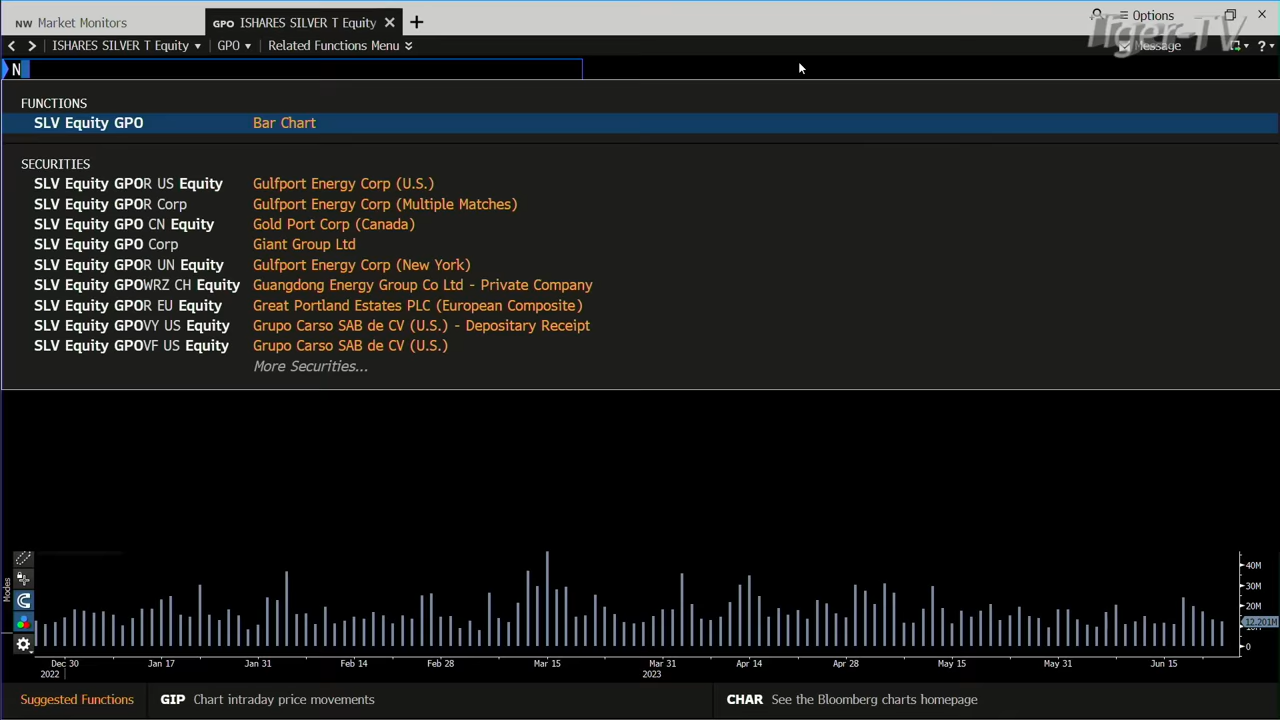 NW Market Monitors
GPO ISHARES SILVER T Equity
Options
Tiger-TV
ISHARES SILVER T Equity
GPO
Related Functions Menu
Message
?
N
FUNCTIONS
SLV Equity GPO Bar Chart
SECURITIES
SLV Equity GPOR US Equity Gulfport Energy Corp (U.S.)
SLV Equity GPOR Corp Gulfport Energy Corp (Multiple Matches)
SLV Equity GPO CN Equity Gold Port Corp (Canada)
SLV Equity GPO Corp Giant Group Ltd
SLV Equity GPOR UN Equity Gulfport Energy Corp (New York)
SLV Equity GPOWRZ CH Equity Guangdong Energy Group Co Ltd - Private Company
SLV Equity GPOR EU Equity Great Portland Estates PLC (European Composite)
SLV Equity GPOVY US Equity Grupo Carso SAB de CV (U.S.) - Depositary Receipt
SLV Equity GPOVF US Equity Grupo Carso SAB de CV (U.S.)
More Securities...
Modes
40M
30M
20M
12.201M
0
Dec 30 Jan 17 Jan 31 Feb 14 Feb 28 Mar 15 Mar 31 Apr 14 Apr 28 May 15 May 31 Jun 15
2022 2023
Suggested Functions GIP Chart intraday price movements CHAR See the Bloomberg charts homepage